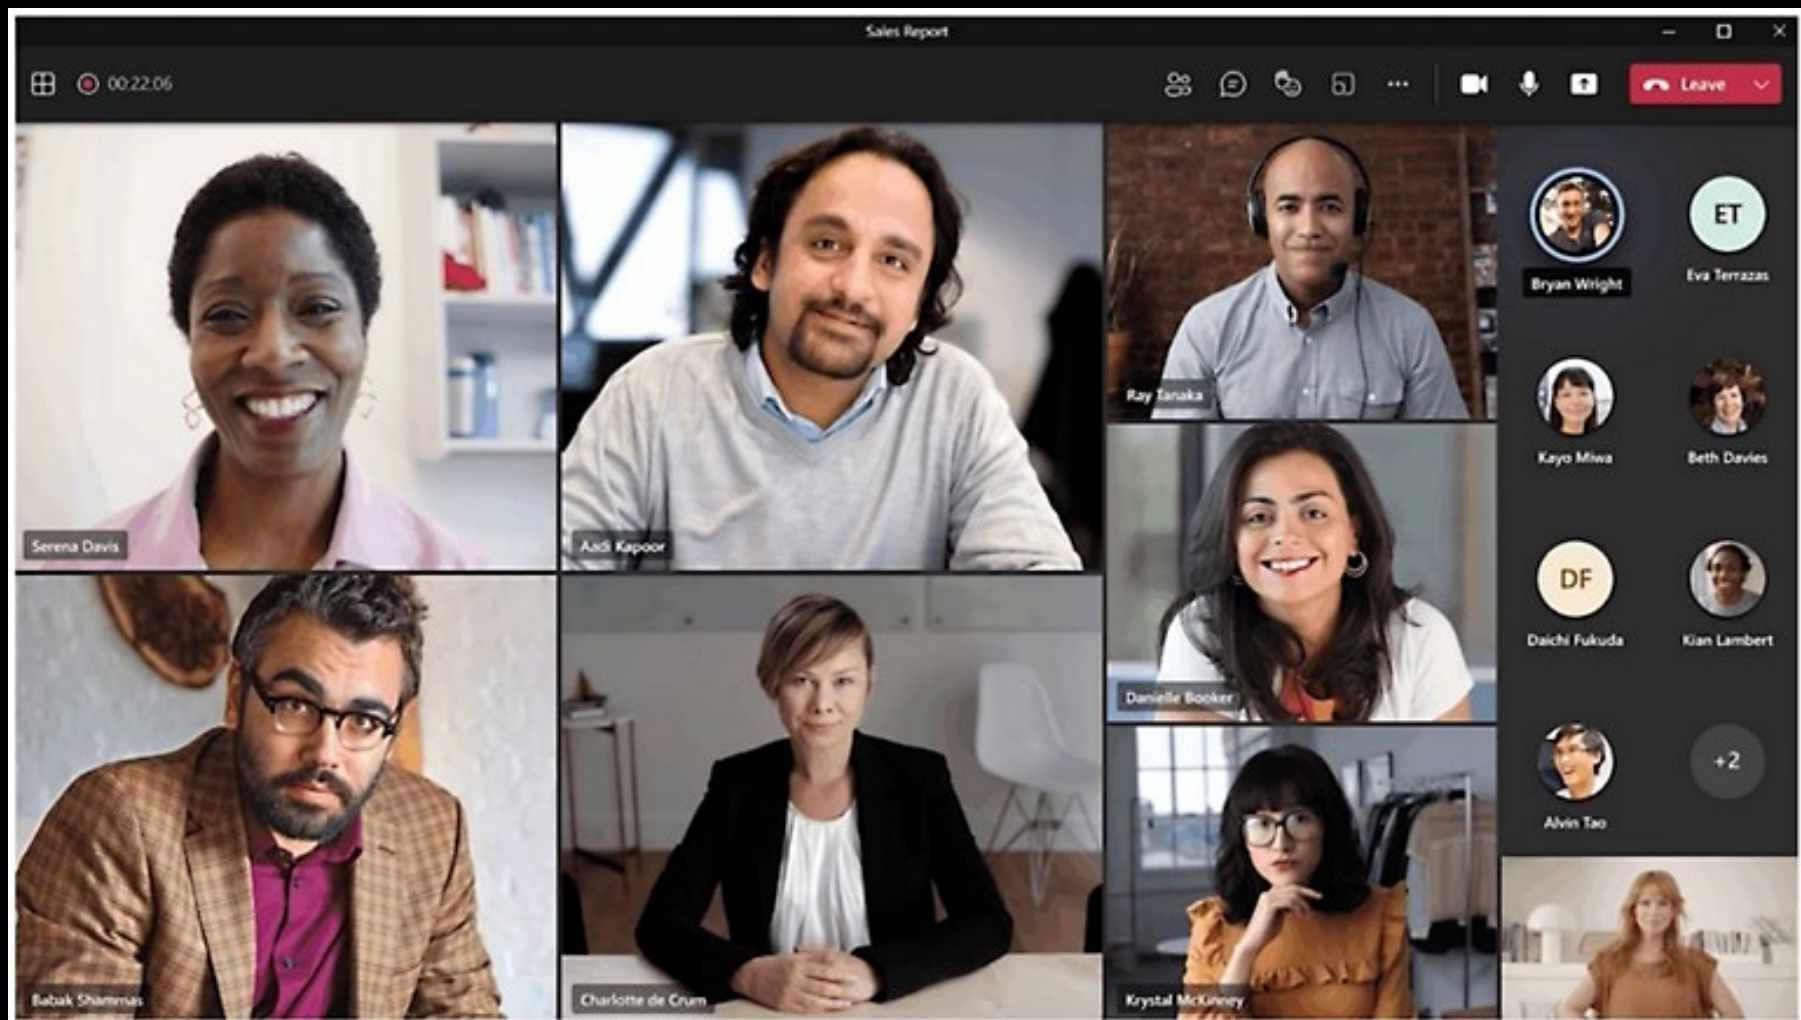 Sales Report
00:22:06
Leave
Serena Davis
Aadi Kapoor
Ray Tanaka
Bryan Wright
ET
Eva Terrazas
Kayo Miwa
Beth Davies
Danielle Booker
DF
Daichi Fukuda
Kian Lambert
Alvin Tao
+2
Babak Shammas
Charlotte de Crum
Krystal McKinney